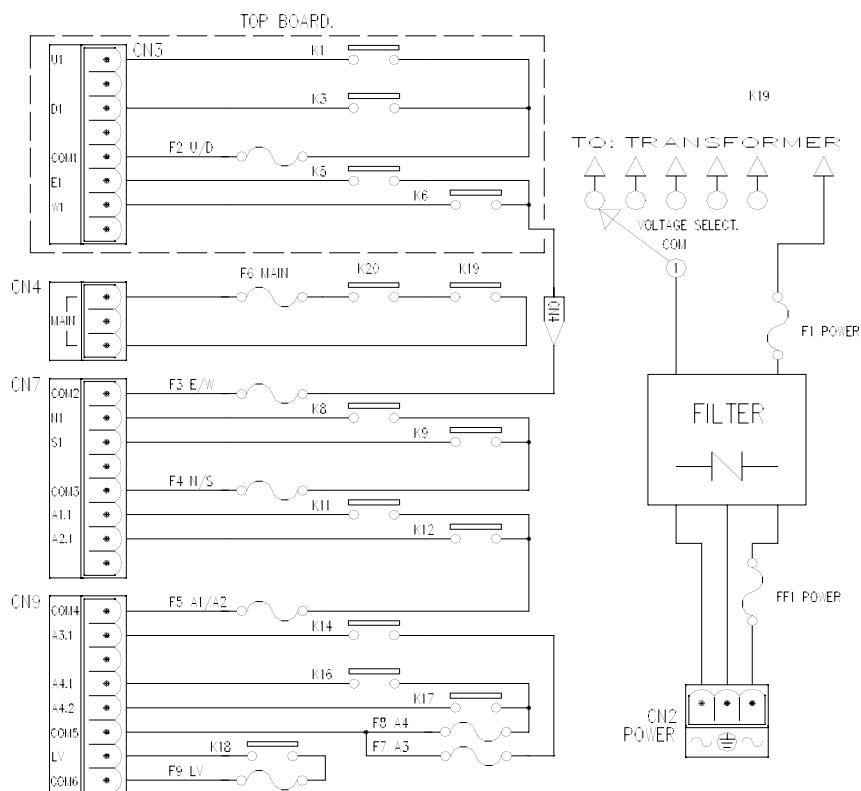 TOP BOARD.
CN3
U1
K1
D1
K3
COM1
F2 U/D
E1
K5
W1
K6
K19
TO: TRANSFORMER
VOLTAGE SELECT.
COM
1
F1 POWER
FILTER
FF1 POWER
CN2
POWER
CN4
MAIN
F6 MAIN
K20
K19
CN4
CN7
COM2
F3 E/W
N1
K8
S1
K9
COM3
F4 N/S
A1.1
K11
A2.1
K12
CN9
COM4
F5 A1/A2
A3.1
K14
A4.1
K16
A4.2
K17
COM5
F8 A4
F7 A3
LV
K18
COM6
F9 LV